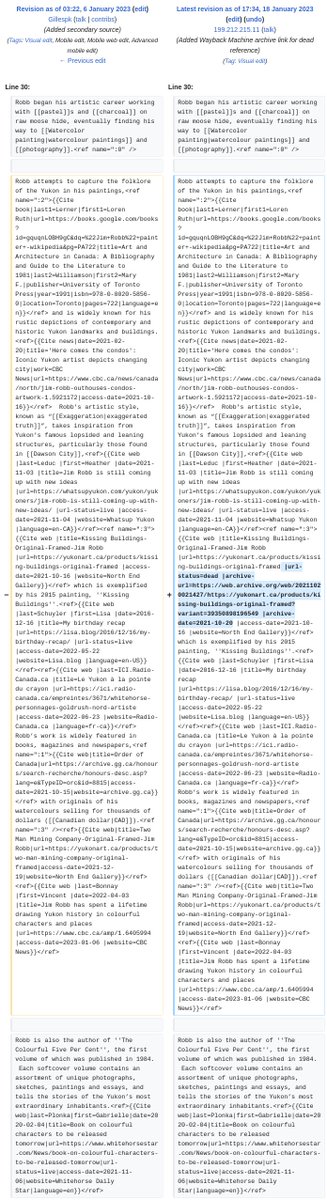 Revision as of 03:22, 6 January 2023 (edit)
Gillespk (talk | contribs)
(Added secondary source)
(Tags: Visual edit, Mobile edit, Mobile web edit, Advanced
mobile edit)
← Previous edit
Line 30:
Robb began his artistic career working
with [[pastel]]s and [[charcoal]] on
raw moose hide, eventually finding his
way to [[Watercolor
painting|watercolour paintings]] and
[[photography]].<ref name=":0" />
Robb attempts to capture the folklore
of the Yukon in his paintings,<ref
name=":2">{{Cite
book|last1=Lerner|first1=Loren
Ruth|url=https://books.google.com/books
?
id=gquqnLOBH9gC&dq=%22Jim+Robb%22+paint
er+-wikipedia&pg=PA722|title=Art and
Architecture in Canada: A Bibliography
and Guide to the Literature to
1981|last2=Williamson|first2=Mary
F.|publisher=University of Toronto
Press|year=1991|isbn=978-0-8020-5856-
0|location=Toronto|pages=722|language=e
n}}</ref> and is widely known for his
rustic depictions of contemporary and
historic Yukon landmarks and buildings.
<ref>{{Cite news|date=2021-02-
20|title='Here comes the condos':
Iconic Yukon artist depicts changing
city|work=CBC
News|url=https://www.cbc.ca/news/canada
/north/jim-robb-outhouses-condos-
artwork-1.5921172|access-date=2021-10-
16}}</ref>  Robb's artistic style,
known as "[[Exaggeration|exaggerated
truth]]", takes inspiration from
Yukon's famous lopsided and leaning
structures, particularly those found
in [[Dawson City]],<ref>{{Cite web
|last=Leduc |first=Heather |date=2021-
11-03 |title=Jim Robb is still coming
up with new ideas
|url=https://whatsupyukon.com/yukon/yuk
oners/jim-robb-is-still-coming-up-with-
new-ideas/ |url-status=live |access-
date=2021-11-04 |website=Whatsup Yukon
|language=en-CA}}</ref><ref name=":3">
{{Cite web |title=Kissing Buildings-
Original-Framed-Jim Robb
|url=https://yukonart.ca/products/kissi
ng-buildings-original-framed |access-
date=2021-10-16 |website=North End
Gallery}}</ref> which is exemplified
by his 2015 painting, ''Kissing
Buildings''.<ref>{{Cite web
|last=Schuyler |first=Lisa |date=2016-
12-16 |title=My birthday recap
|url=https://lisa.blog/2016/12/16/my-
birthday-recap/ |url-status=live
|access-date=2022-05-22
|website=Lisa.blog |language=en-US}}
</ref><ref>{{Cite web |last=ICI.Radio-
Canada.ca |title=Le Yukon à la pointe
du crayon |url=https://ici.radio-
canada.ca/empreintes/3671/whitehorse-
personnages-goldrush-nord-artiste
|access-date=2022-06-23 |website=Radio-
Canada.ca |language=fr-ca}}</ref>
Robb's work is widely featured in
books, magazines and newspapers,<ref
name=":1">{{Cite web|title=Order of
Canada|url=https://archive.gg.ca/honour
s/search-recherche/honours-desc.asp?
lang=e&TypeID=orc&id=8815|access-
date=2021-10-15|website=archive.gg.ca}}
</ref> with originals of his
watercolours selling for thousands of
dollars ([[Canadian dollar|CAD]]).<ref
name=":3" /><ref>{{Cite web|title=Two
Man Mining Company-Original-Framed-Jim
Robb|url=https://yukonart.ca/products/t
wo-man-mining-company-original-
framed|access-date=2021-12-
19|website=North End Gallery}}</ref>
<ref>{{Cite web |last=Bonnay
|first=Vincent |date=2022-04-03
|title=Jim Robb has spent a lifetime
drawing Yukon history in colourful
characters and places
|url=https://www.cbc.ca/amp/1.6405994
|access-date=2023-01-06 |website=CBC
News}}</ref>
Robb is also the author of ''The
Colourful Five Per Cent'', the first
volume of which was published in 1984.
Each softcover volume contains an
assortment of unique photographs,
sketches, paintings and essays, and
tells the stories of the Yukon's most
extraordinary inhabitants.<ref>{{Cite
web|last=Plonka|first=Gabrielle|date=20
20-02-04|title=Book on colourful
characters to be released
tomorrow|url=https://www.whitehorsestar
.com/News/book-on-colourful-characters-
to-be-released-tomorrow|url-
status=live|access-date=2021-11-
06|website=Whitehorse Daily
Star|language=en}}</ref>
Latest revision as of 17:34, 18 January 2023
(edit) (undo)
199.212.215.11 (talk)
(Added Wayback Machine archive link for dead
reference)
(Tag: Visual edit)
Line 30:
Robb began his artistic career working
with [[pastel]]s and [[charcoal]] on
raw moose hide, eventually finding his
way to [[Watercolor
painting|watercolour paintings]] and
[[photography]].<ref name=":0" />
Robb attempts to capture the folklore
of the Yukon in his paintings,<ref
name=":2">{{Cite
book|last1=Lerner|first1=Loren
Ruth|url=https://books.google.com/books
?
id=gquqnLOBH9gC&dq=%22Jim+Robb%22+paint
er+-wikipedia&pg=PA722|title=Art and
Architecture in Canada: A Bibliography
and Guide to the Literature to
1981|last2=Williamson|first2=Mary
F.|publisher=University of Toronto
Press|year=1991|isbn=978-0-8020-5856-
0|location=Toronto|pages=722|language=e
n}}</ref> and is widely known for his
rustic depictions of contemporary and
historic Yukon landmarks and buildings.
<ref>{{Cite news|date=2021-02-
20|title='Here comes the condos':
Iconic Yukon artist depicts changing
city|work=CBC
News|url=https://www.cbc.ca/news/canada
/north/jim-robb-outhouses-condos-
artwork-1.5921172|access-date=2021-10-
16}}</ref>  Robb's artistic style,
known as "[[Exaggeration|exaggerated
truth]]", takes inspiration from
Yukon's famous lopsided and leaning
structures, particularly those found
in [[Dawson City]],<ref>{{Cite web
|last=Leduc |first=Heather |date=2021-
11-03 |title=Jim Robb is still coming
up with new ideas
|url=https://whatsupyukon.com/yukon/yuk
oners/jim-robb-is-still-coming-up-with-
new-ideas/ |url-status=live |access-
date=2021-11-04 |website=Whatsup Yukon
|language=en-CA}}</ref><ref name=":3">
{{Cite web |title=Kissing Buildings-
Original-Framed-Jim Robb
|url=https://yukonart.ca/products/kissi
ng-buildings-original-framed |url-
status=dead |archive-
url=https://web.archive.org/web/2021102
0021427/https://yukonart.ca/products/ki
ssing-buildings-original-framed?
variant=39350898196549 |archive-
date=2021-10-20 |access-date=2021-10-
16 |website=North End Gallery}}</ref>
which is exemplified by his 2015
painting, ''Kissing Buildings''.<ref>
{{Cite web |last=Schuyler |first=Lisa
|date=2016-12-16 |title=My birthday
recap |url=https://lisa.blog/2016/12/16/my-
birthday-recap/ |url-status=live
|access-date=2022-05-22
|website=Lisa.blog |language=en-US}}
</ref><ref>{{Cite web |last=ICI.Radio-
Canada.ca |title=Le Yukon à la pointe
du crayon |url=https://ici.radio-
canada.ca/empreintes/3671/whitehorse-
personnages-goldrush-nord-artiste
|access-date=2022-06-23 |website=Radio-
Canada.ca |language=fr-ca}}</ref>
Robb's work is widely featured in
books, magazines and newspapers,<ref
name=":1">{{Cite web|title=Order of
Canada|url=https://archive.gg.ca/honour
s/search-recherche/honours-desc.asp?
lang=e&TypeID=orc&id=8815|access-
date=2021-10-15|website=archive.gg.ca}}
</ref> with originals of his
watercolours selling for thousands of
dollars ([[Canadian dollar|CAD]]).<ref
name=":3" /><ref>{{Cite web|title=Two
Man Mining Company-Original-Framed-Jim
Robb|url=https://yukonart.ca/products/t
wo-man-mining-company-original-
framed|access-date=2021-12-
19|website=North End Gallery}}</ref>
<ref>{{Cite web |last=Bonnay
|first=Vincent |date=2022-04-03
|title=Jim Robb has spent a lifetime
drawing Yukon history in colourful
characters and places
|url=https://www.cbc.ca/amp/1.6405994
|access-date=2023-01-06 |website=CBC
News}}</ref>
Robb is also the author of ''The
Colourful Five Per Cent'', the first
volume of which was published in 1984.
Each softcover volume contains an
assortment of unique photographs,
sketches, paintings and essays, and
tells the stories of the Yukon's most
extraordinary inhabitants.<ref>{{Cite
web|last=Plonka|first=Gabrielle|date=20
20-02-04|title=Book on colourful
characters to be released
tomorrow|url=https://www.whitehorsestar
.com/News/book-on-colourful-characters-
to-be-released-tomorrow|url-
status=live|access-date=2021-11-
06|website=Whitehorse Daily
Star|language=en}}</ref>